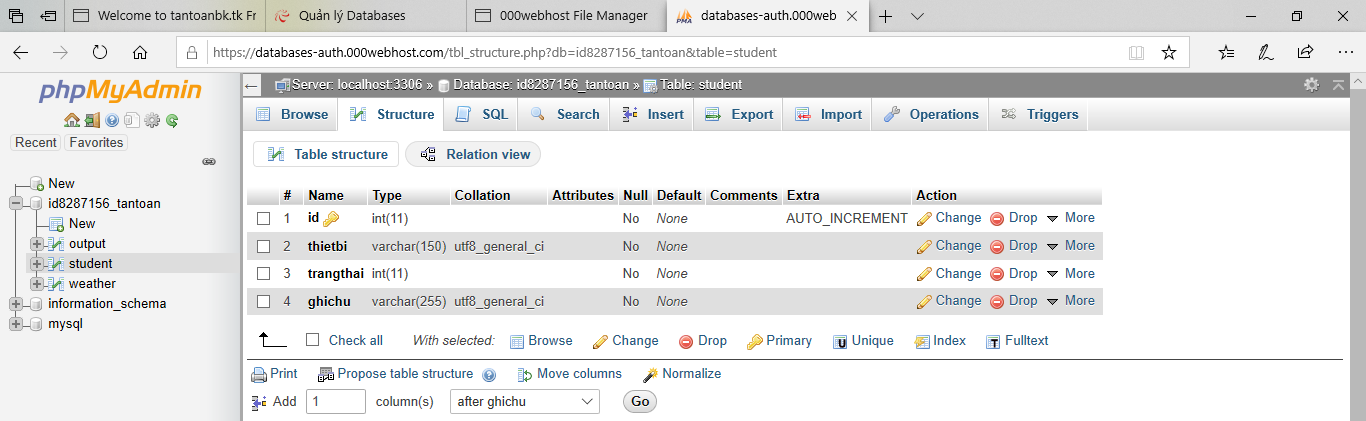 Welcome to tantoanbk.tk Fr
Quản lý Databases
000webhost File Manager
databases-auth.000web
https://databases-auth.000webhost.com/tbl_structure.php?db=id8287156_tantoan&table=student
phpMyAdmin
Recent Favorites
New
id8287156_tantoan
New
output
student
weather
information_schema
mysql
Server: localhost:3306 » Database: id8287156_tantoan » Table: student
Browse Structure SQL Search Insert Export Import Operations Triggers
Table structure Relation view
# Name Type Collation Attributes Null Default Comments Extra Action
1 id int(11) No None AUTO_INCREMENT Change Drop More
2 thietbi varchar(150) utf8_general_ci No None Change Drop More
3 trangthai int(11) No None Change Drop More
4 ghichu varchar(255) utf8_general_ci No None Change Drop More
Check all With selected: Browse Change Drop Primary Unique Index Fulltext
Print Propose table structure Move columns Normalize
Add 1 column(s) after ghichu Go